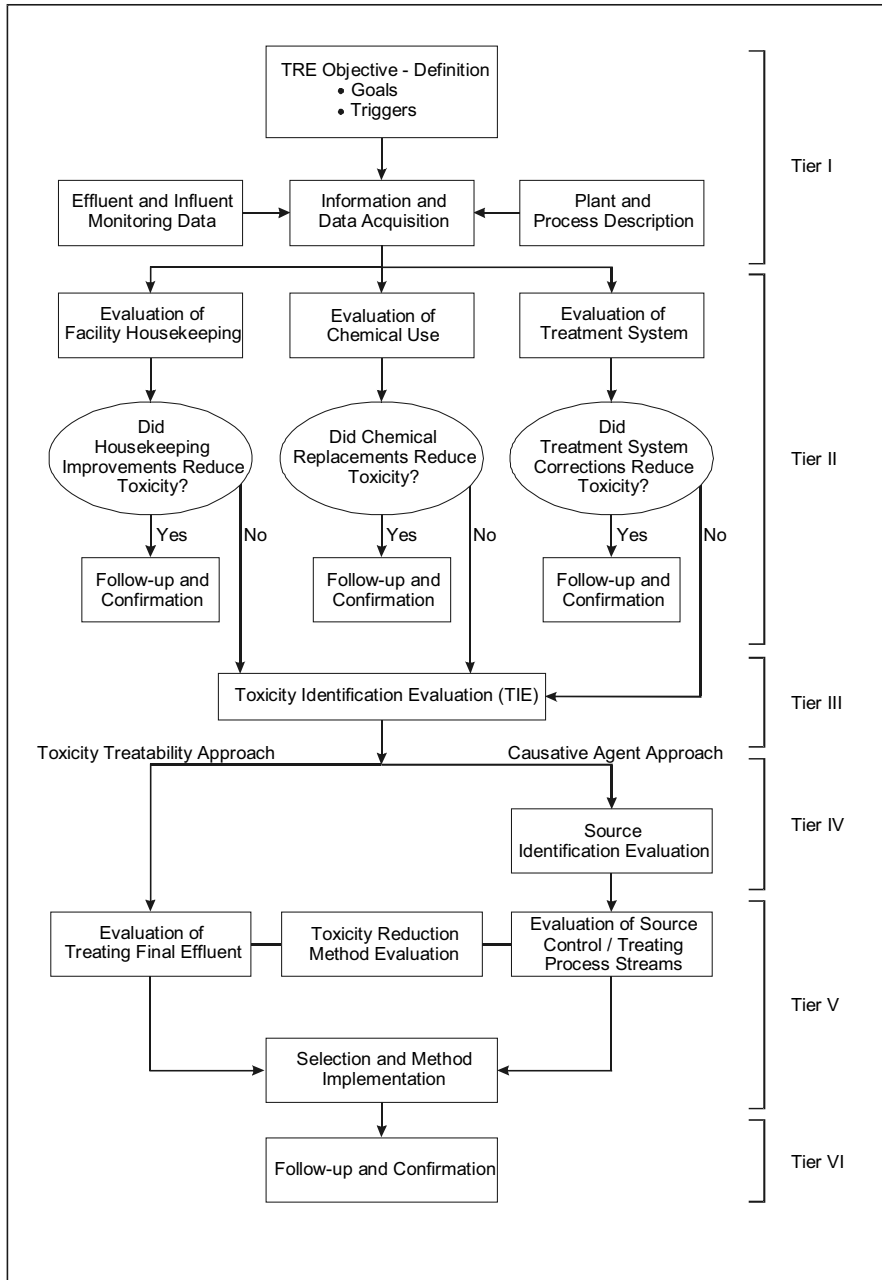 TRE Objective - Definition
• Goals
• Triggers
Tier I
Effluent and Influent
Monitoring Data
Information and
Data Acquisition
Plant and
Process Description
Evaluation of
Facility Housekeeping
Evaluation of
Chemical Use
Evaluation of
Treatment System
Did
Housekeeping
Improvements Reduce
Toxicity?
Did Chemical
Replacements Reduce
Toxicity?
Did
Treatment System
Corrections Reduce
Toxicity?
Tier II
Yes
No
Yes
No
Yes
No
Follow-up and
Confirmation
Follow-up and
Confirmation
Follow-up and
Confirmation
Toxicity Identification Evaluation (TIE)
Tier III
Toxicity Treatability Approach
Causative Agent Approach
Source
Identification Evaluation
Tier IV
Evaluation of
Treating Final Effluent
Toxicity Reduction
Method Evaluation
Evaluation of Source
Control / Treating
Process Streams
Tier V
Selection and Method
Implementation
Follow-up and Confirmation
Tier VI